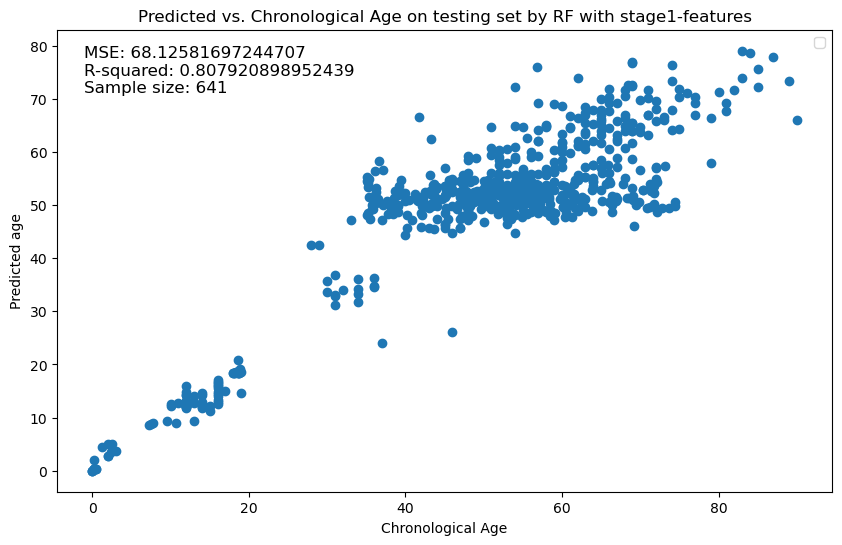 Predicted vs. Chronological Age on testing set by RF with stage1-features
MSE: 68.12581697244707
R-squared: 0.807920898952439
Sample size: 641
Predicted age
80
70
60
50
40
30
20
10
0
0 20 40 60 80
Chronological Age